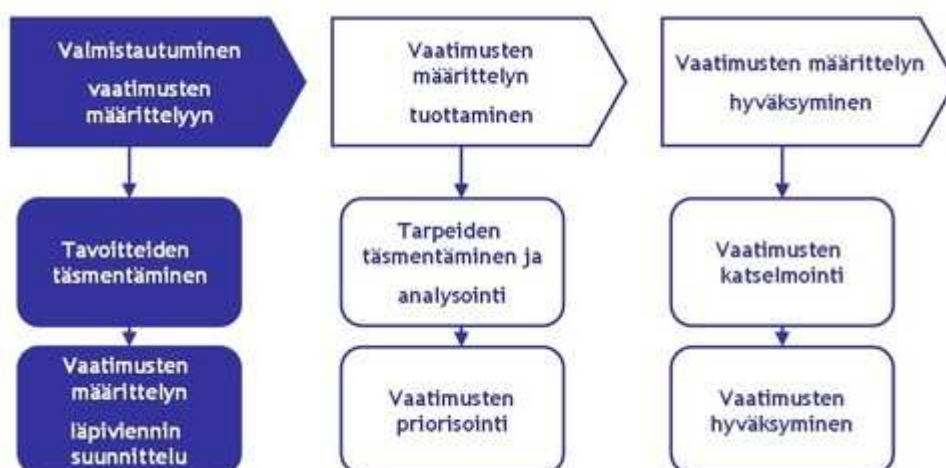 Valmistautuminen
vaatimusten
määrittelyyn
Vaatimusten
määrittelyn
tuottaminen
Vaatimusten määrittelyn
hyväksyminen
Tavoitteiden
täsmentäminen
Tarpeiden
täsmentäminen ja
analysointi
Vaatimusten
katselmointi
Vaatimusten
määrittelyn
läpiviennin
suunnittelu
Vaatimusten
priorisointi
Vaatimusten
hyväksyminen